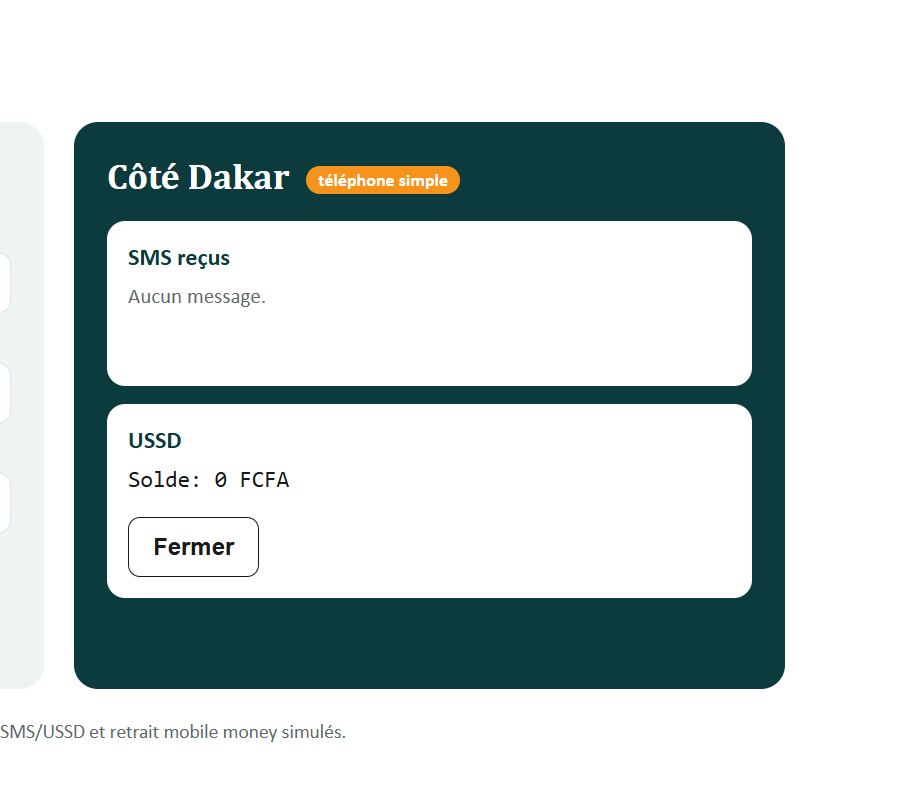 Côté Dakar téléphone simple
SMS reçus
Aucun message.
USSD
Solde: 0 FCFA
Fermer
SMS/USSD et retrait mobile money simulés.